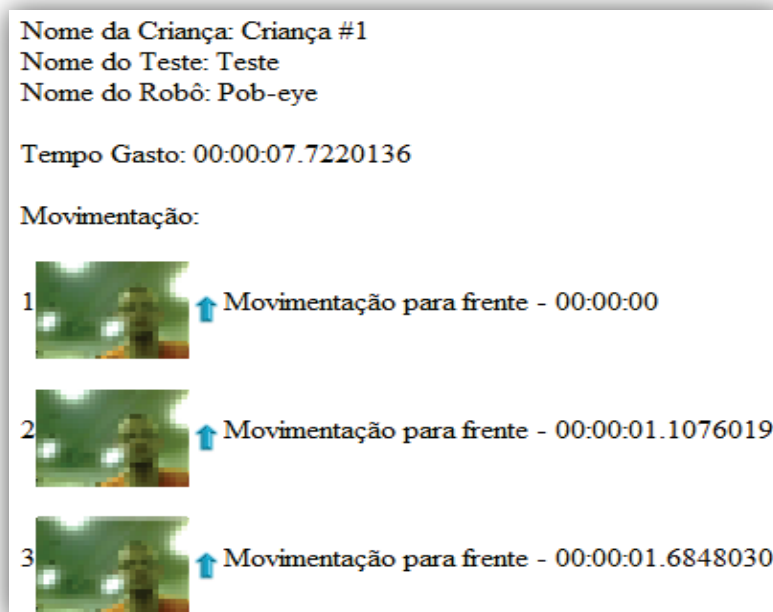 Nome da Criança: Criança #1
Nome do Teste: Teste
Nome do Robô: Pob-eye
Tempo Gasto: 00:00:07.7220136
Movimentação:
1 Movimentação para frente - 00:00:00
2 Movimentação para frente - 00:00:01.1076019
3 Movimentação para frente - 00:00:01.6848030